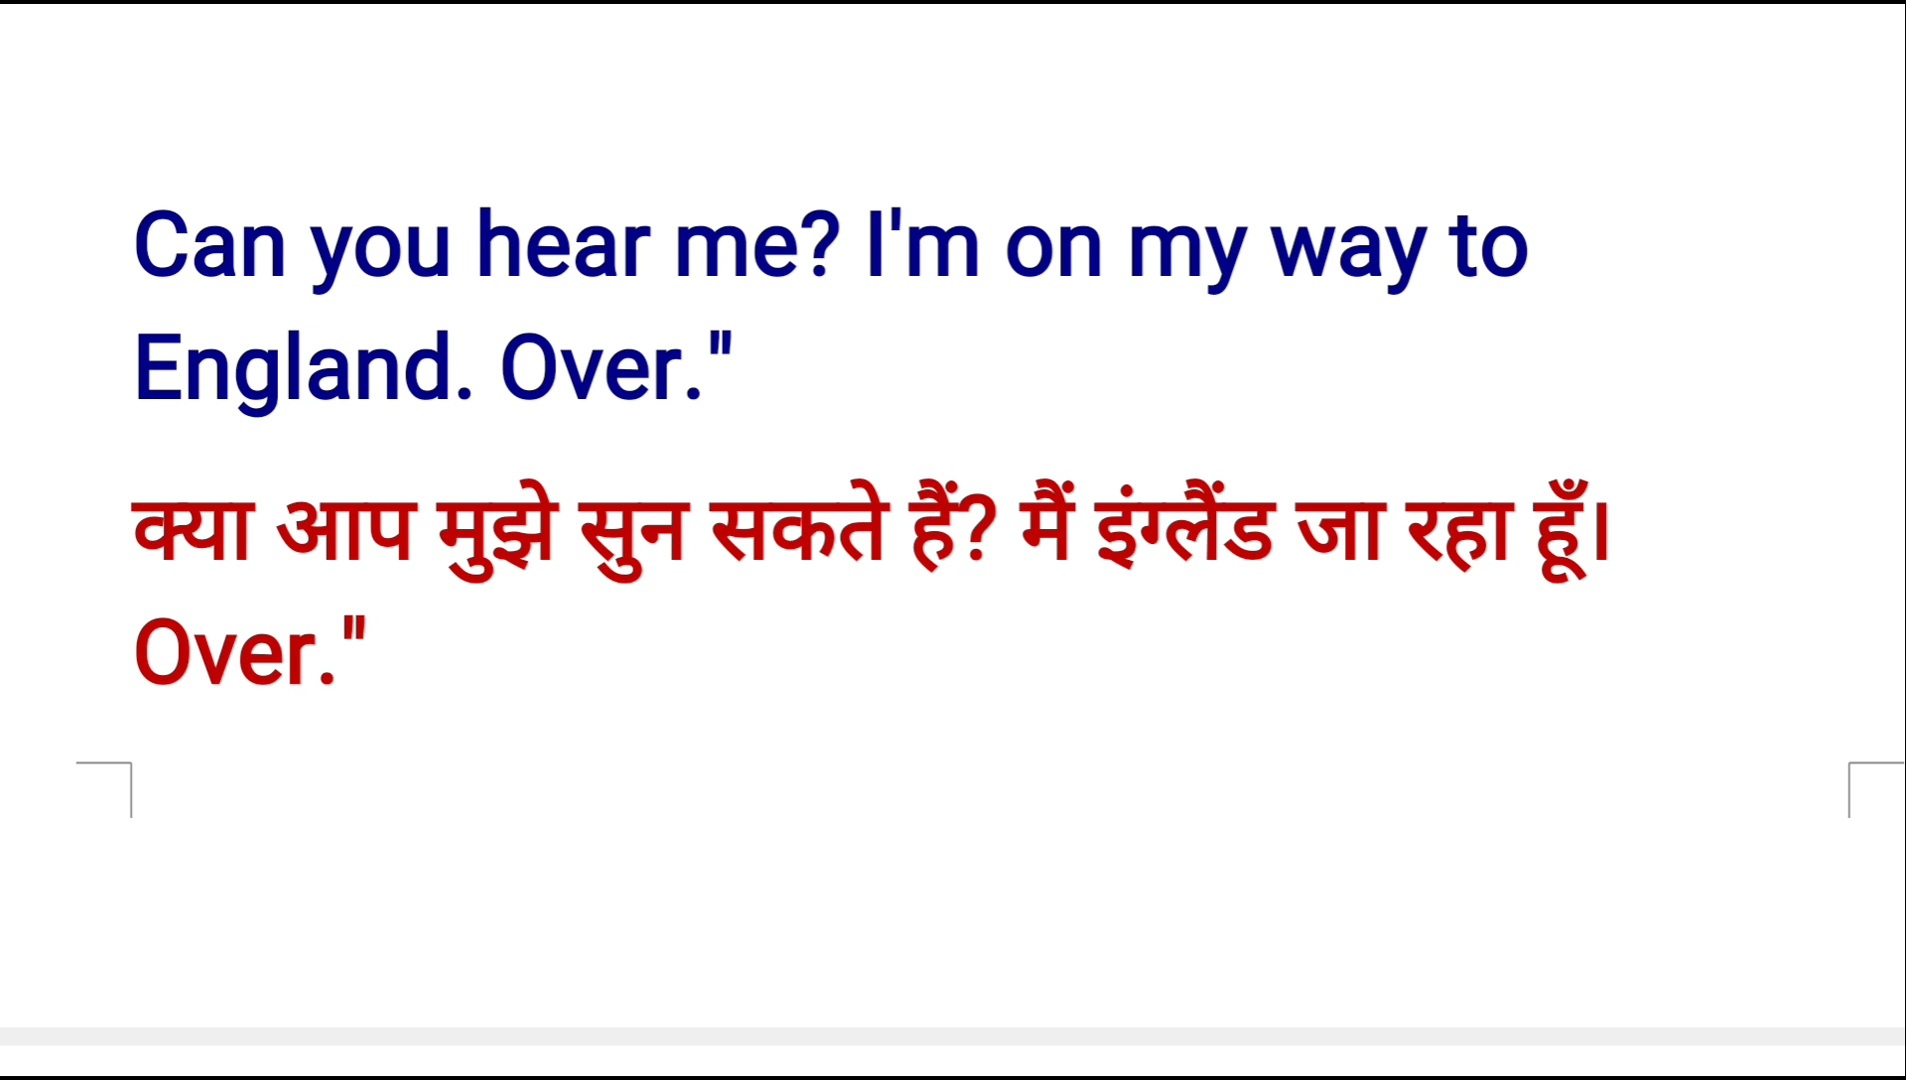 Can you hear me? I'm on my way to
England. Over."
क्या आप मुझे सुन सकते हैं? मैं इंग्लैंड जा रहा हूँ।
Over."